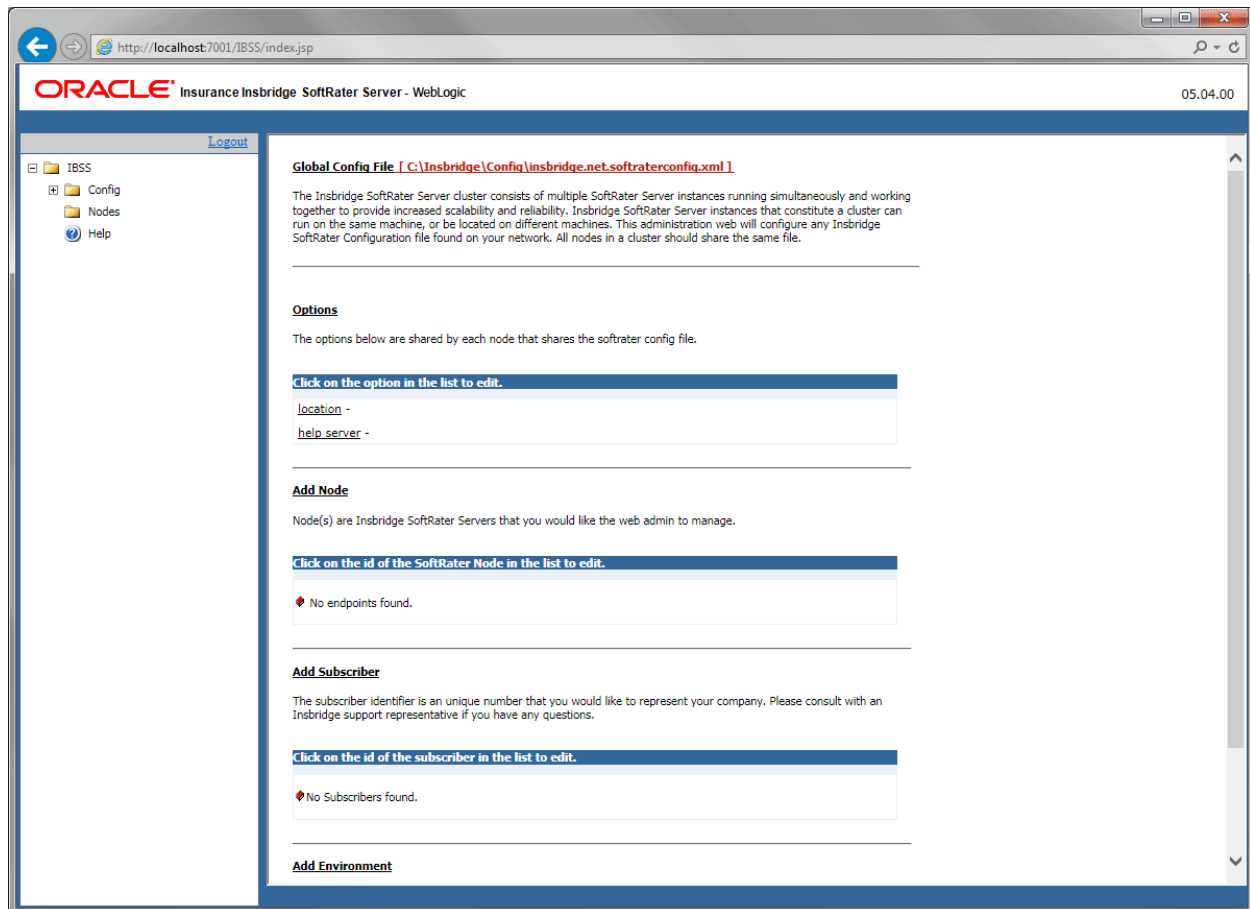 http://localhost:7001/IBSS/index.jsp
ORACLE® Insurance Insbridge SoftRater Server - WebLogic
05.04.00
Logout
IBSS
Config
Nodes
Help
Global Config File [ C:\Insbridge\Config\insbridge.net.softraterconfig.xml ]
The Insbridge SoftRater Server cluster consists of multiple SoftRater Server instances running simultaneously and working
together to provide increased scalability and reliability. Insbridge SoftRater Server instances that constitute a cluster can
run on the same machine, or be located on different machines. This administration web will configure any Insbridge
SoftRater Configuration file found on your network. All nodes in a cluster should share the same file.
Options
The options below are shared by each node that shares the softrater config file.
Click on the option in the list to edit.
location -
help server -
Add Node
Node(s) are Insbridge SoftRater Servers that you would like the web admin to manage.
Click on the id of the SoftRater Node in the list to edit.
No endpoints found.
Add Subscriber
The subscriber identifier is an unique number that you would like to represent your company. Please consult with an
Insbridge support representative if you have any questions.
Click on the id of the subscriber in the list to edit.
No Subscribers found.
Add Environment